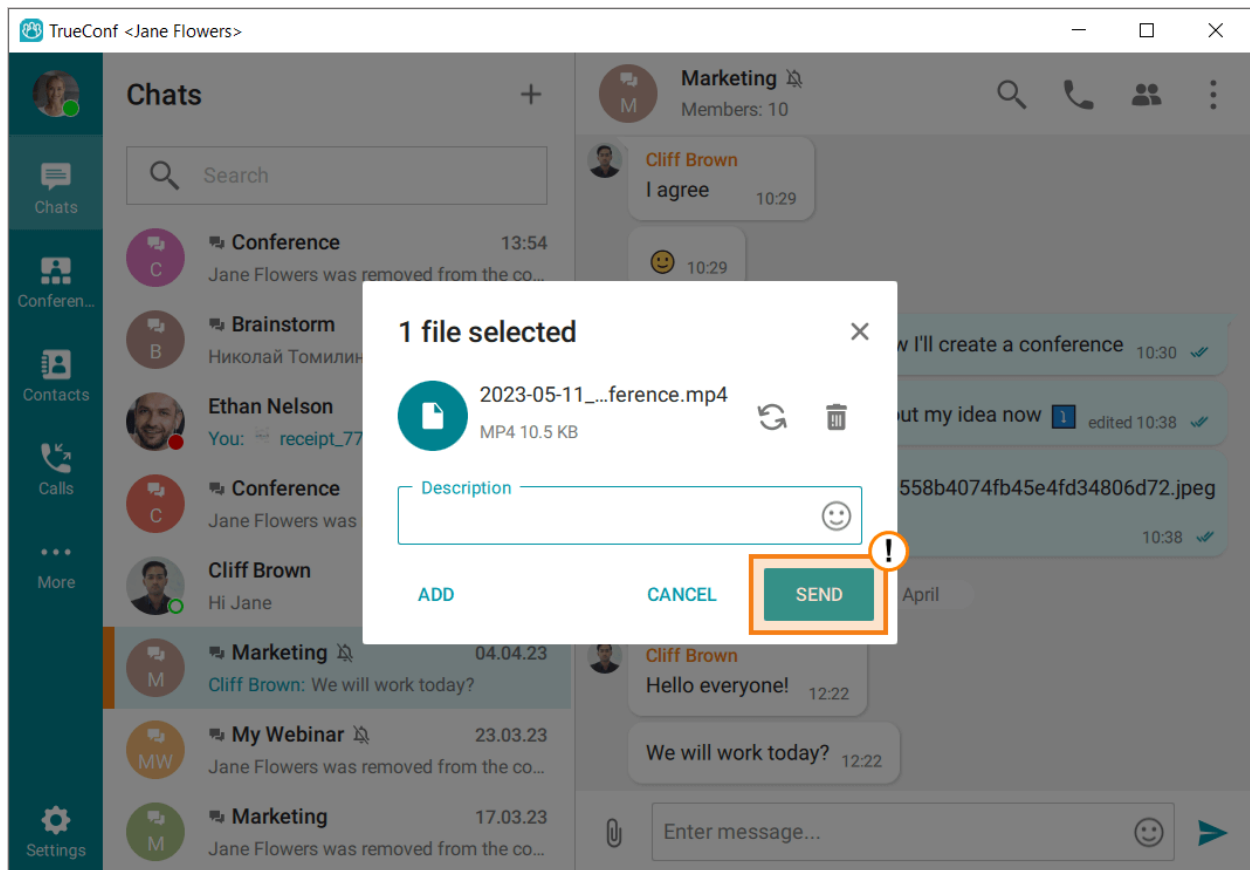 TrueConf <Jane Flowers>
Chats
Search
Chats
Conferen...
Contacts
Calls
More
Settings
C
Conference 13:54
Jane Flowers was removed from the co...
B
Brainstorm
Николай Томилин
Ethan Nelson
You: receipt_77
C
Conference
Jane Flowers was
Cliff Brown
Hi Jane
M
Marketing 04.04.23
Cliff Brown: We will work today?
MW
My Webinar 23.03.23
Jane Flowers was removed from the co...
M
Marketing 17.03.23
Jane Flowers was removed from the co...
M
Marketing
Members: 10
Cliff Brown
I agree 10:29
10:29
I'll create a conference 10:30
my idea now edited 10:38
558b4074fb45e4fd34806d72.jpeg
10:38
April
Cliff Brown
Hello everyone! 12:22
We will work today? 12:22
Enter message...
1 file selected
2023-05-11_...ference.mp4
MP4 10.5 KB
Description
ADD CANCEL SEND
!